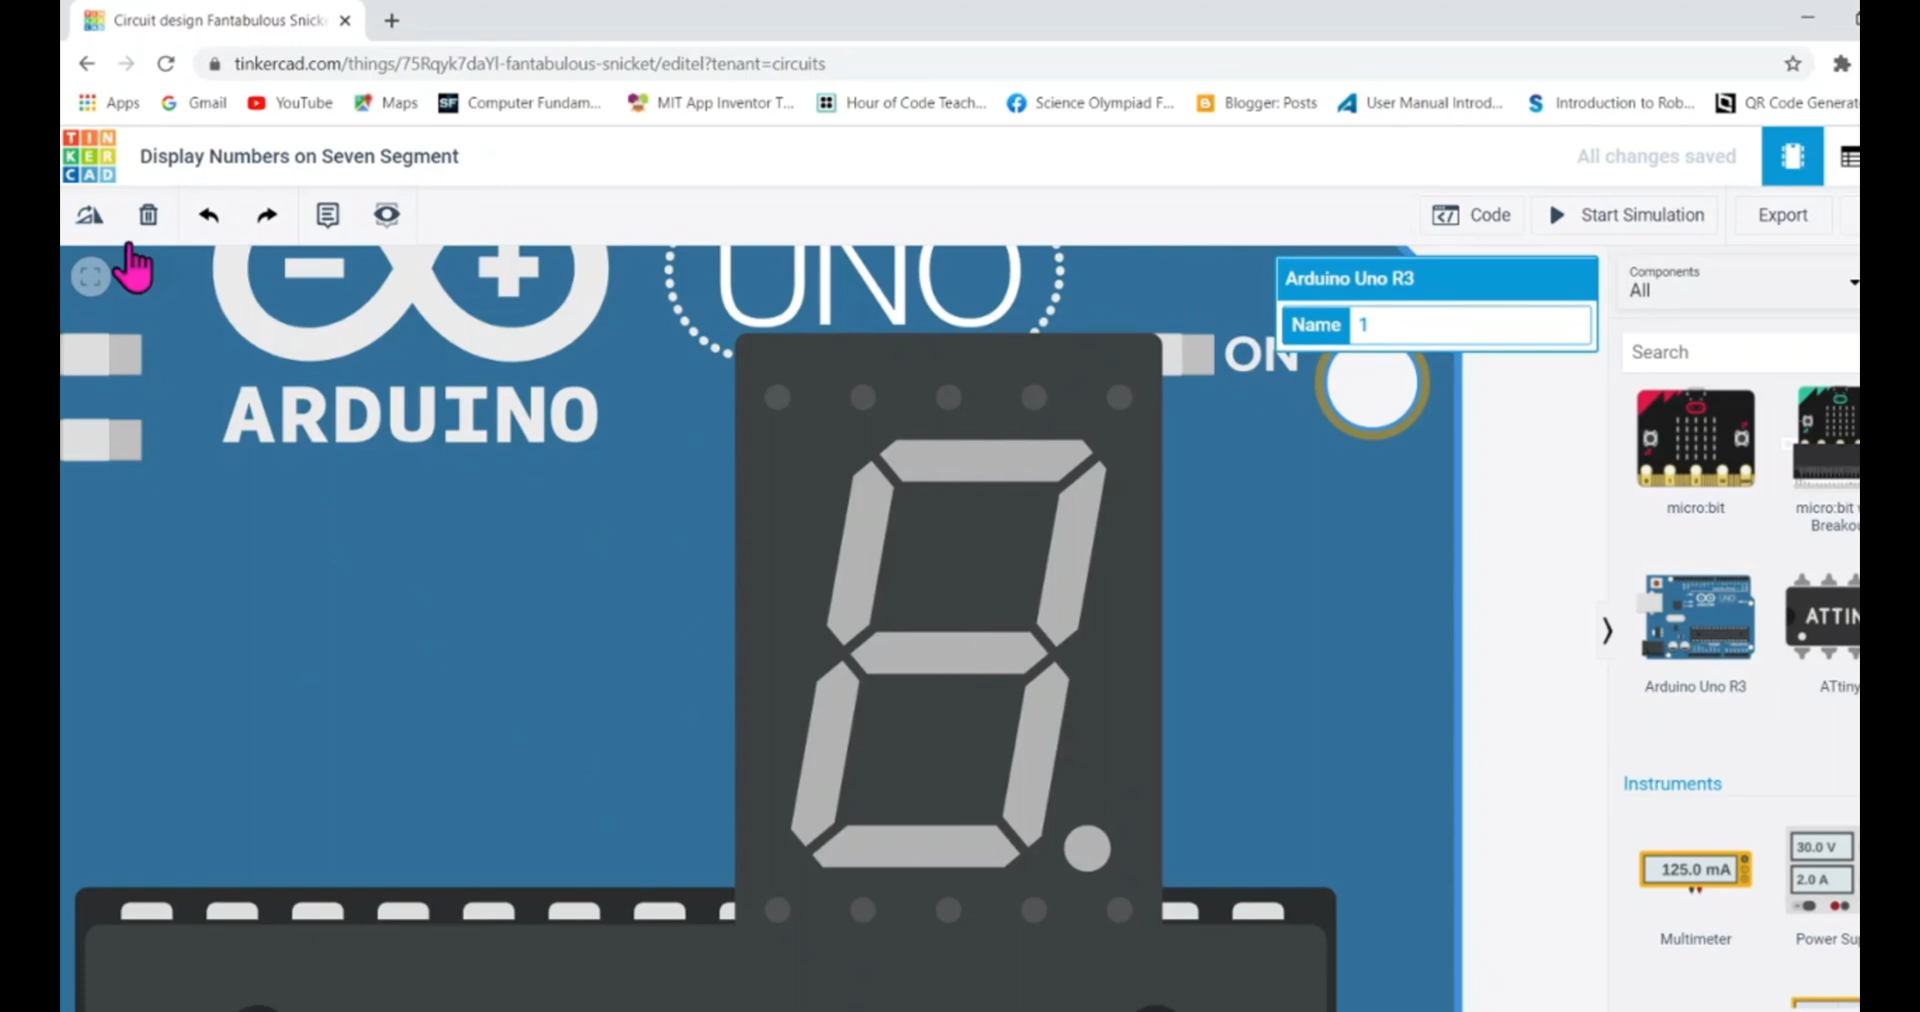 Circuit design Fantabulous Snick
tinkercad.com/things/75Rqyk7daYl-fantabulous-snicket/editel?tenant=circuits
Apps Gmail YouTube Maps Computer Fundam... MIT App Inventor T... Hour of Code Teach... Science Olympiad F... Blogger: Posts User Manual Introd... Introduction to Rob... QR Code Generat
TIN
KER
CAD
Display Numbers on Seven Segment
All changes saved
Code
Start Simulation
Export
UNO
ARDUINO
ON
Arduino Uno R3
Name 1
Components
All
Search
micro:bit
micro:bit
Breako
Arduino Uno R3
ATTIN
ATtiny
Instruments
125.0 mA
30.0 V
2.0 A
Multimeter
Power Su